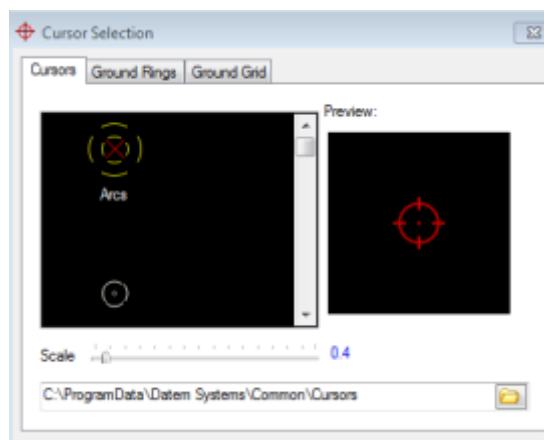 Cursor Selection
Cursors Ground Rings Ground Grid
Preview:
Arcs
Scale 0.4
C:\ProgramData\Datem Systems\Common\Cursors